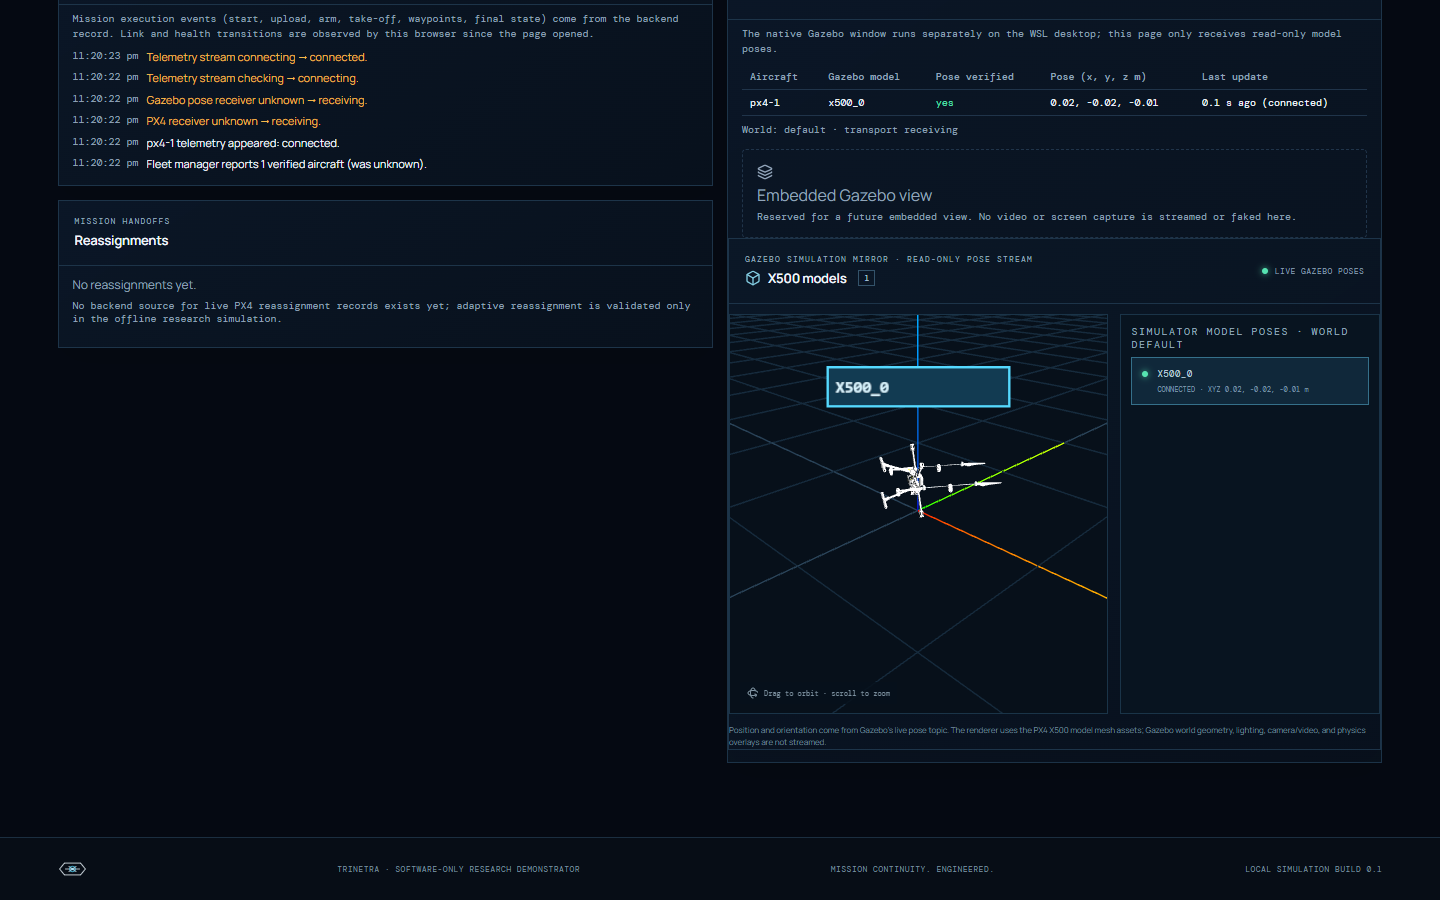 Mission execution events (start, upload, arm, take-off, waypoints, final state) come from the backend
record. Link and health transitions are observed by this browser since the page opened.
11:20:23 pm Telemetry stream connecting → connected.
11:20:22 pm Telemetry stream checking → connecting.
11:20:22 pm Gazebo pose receiver unknown → receiving.
11:20:22 pm PX4 receiver unknown → receiving.
11:20:22 pm px4-1 telemetry appeared: connected.
11:20:22 pm Fleet manager reports 1 verified aircraft (was unknown).
MISSION HANDOFFS
Reassignments
No reassignments yet.
No backend source for live PX4 reassignment records exists yet; adaptive reassignment is validated only
in the offline research simulation.
The native Gazebo window runs separately on the WSL desktop; this page only receives read-only model
poses.
Aircraft Gazebo model Pose verified Pose (x, y, z m) Last update
px4-1 x500_0 yes 0.02, -0.02, -0.01 0.1 s ago (connected)
World: default · transport receiving
Embedded Gazebo view
Reserved for a future embedded view. No video or screen capture is streamed or faked here.
GAZEBO SIMULATION MIRROR · READ-ONLY POSE STREAM
X500 models 1
LIVE GAZEBO POSES
X500_0
Drag to orbit · scroll to zoom
SIMULATOR MODEL POSES · WORLD
DEFAULT
X500_0
CONNECTED · XYZ 0.02, -0.02, -0.01 m
Position and orientation come from Gazebo's live pose topic. The renderer uses the PX4 X500 model mesh assets; Gazebo world geometry, lighting, camera/video, and physics
overlays are not streamed.
TRINETRA · SOFTWARE-ONLY RESEARCH DEMONSTRATOR
MISSION CONTINUITY. ENGINEERED.
LOCAL SIMULATION BUILD 0.1